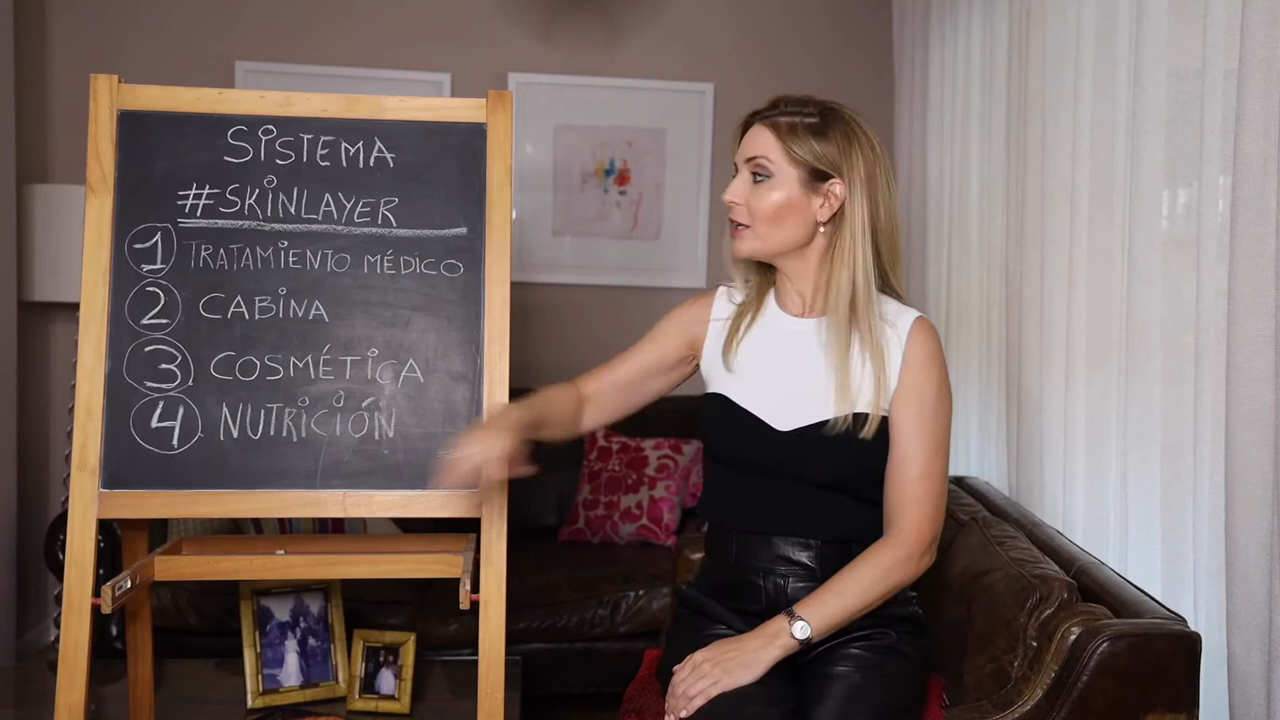 SISTEMA
#SKINLAYER
1 TRATAMIENTO MÉDICO
2 CABINA
3 COSMÉTICA
4 NUTRICIÓN